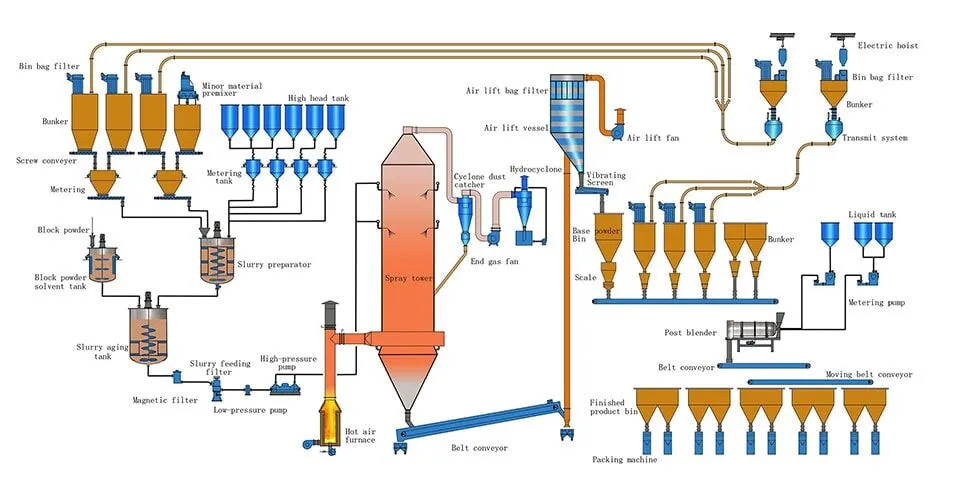 Electric hoist
Bin bag filter
Bin bag filter
Minor material
premixer
High head tank
Air lift bag filter
Bunker
Bunker
Air lift vessel
Air lift fan
Transmit system
Screw conveyer
Metering
Metering
tank
Cyclone dust
catcher
Hydrocyclone
Vibrating
Screen
Block powder
Liquid tank
Base powder
Bin
Bunker
Slurry preparator
End gas fan
Block powder
solvent tank
Spray tower
Scale
Metering pump
Post blender
Slurry aging
tank
Slurry feeding
filter
High-pressure
pump
Belt conveyor
Moving belt conveyor
Magnetic filter
Low-pressure pump
Finished
product bin
Hot air
furnace
Belt conveyor
Packing machine